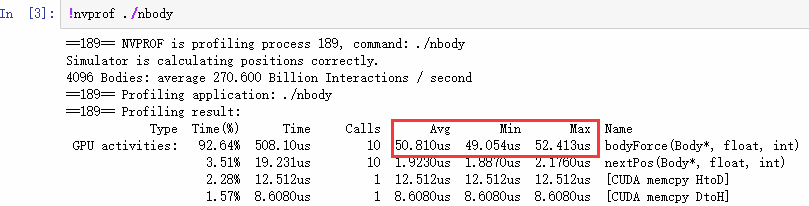 In [3]: !nvprof ./nbody
==189== NVPROF is profiling process 189, command: ./nbody
Simulator is calculating positions correctly.
4096 Bodies: average 270.600 Billion Interactions / second
==189== Profiling application: ./nbody
==189== Profiling result:
Type Time(%) Time Calls Avg Min Max Name
GPU activities: 92.64% 508.10us 10 50.810us 49.054us 52.413us bodyForce(Body*, float, int)
3.51% 19.231us 10 1.9230us 1.8870us 2.1760us nextPos(Body*, float, int)
2.28% 12.512us 1 12.512us 12.512us 12.512us [CUDA memcpy HtoD]
1.57% 8.6080us 1 8.6080us 8.6080us 8.6080us [CUDA memcpy DtoH]